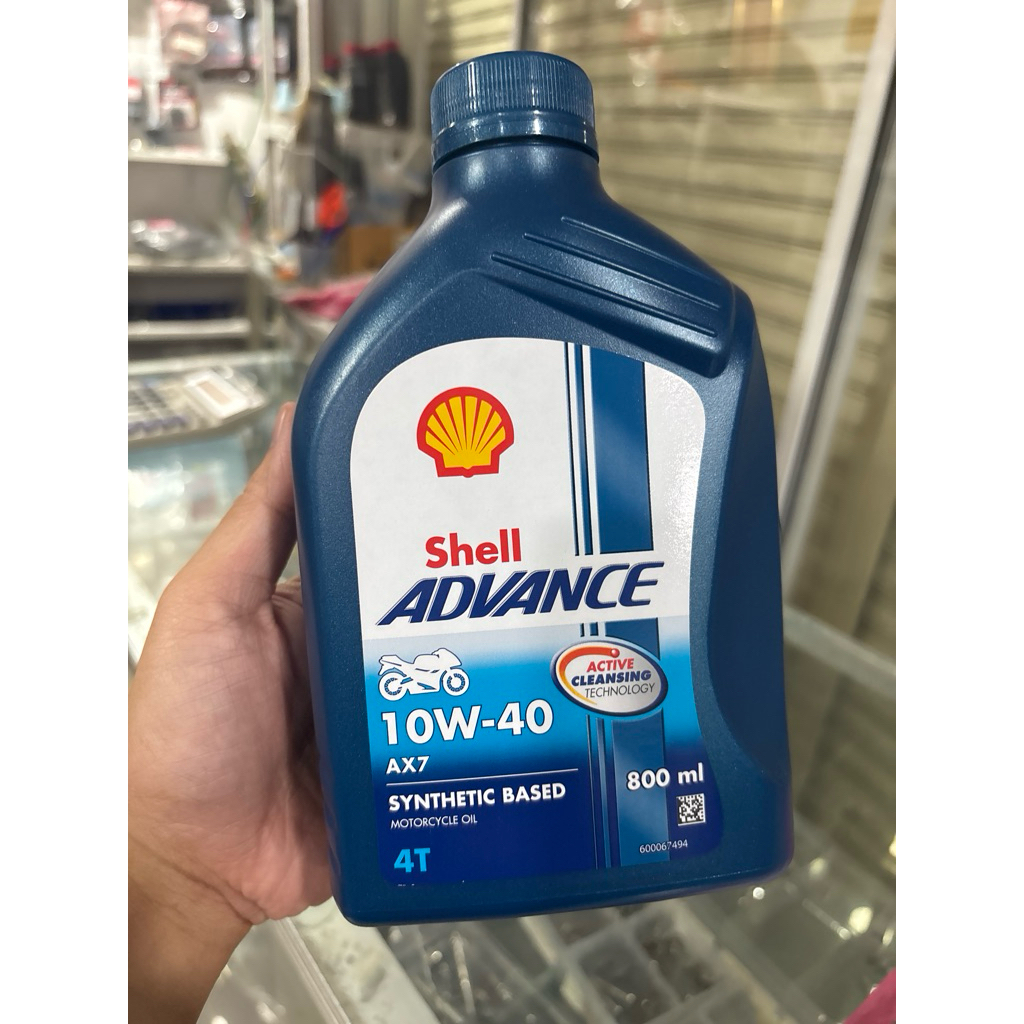 Shell
ADVANCE
ACTIVE
CLEANSING
TECHNOLOGY
10W-40
AX7
800 ml
SYNTHETIC BASED
MOTORCYCLE OIL
600067494
4T